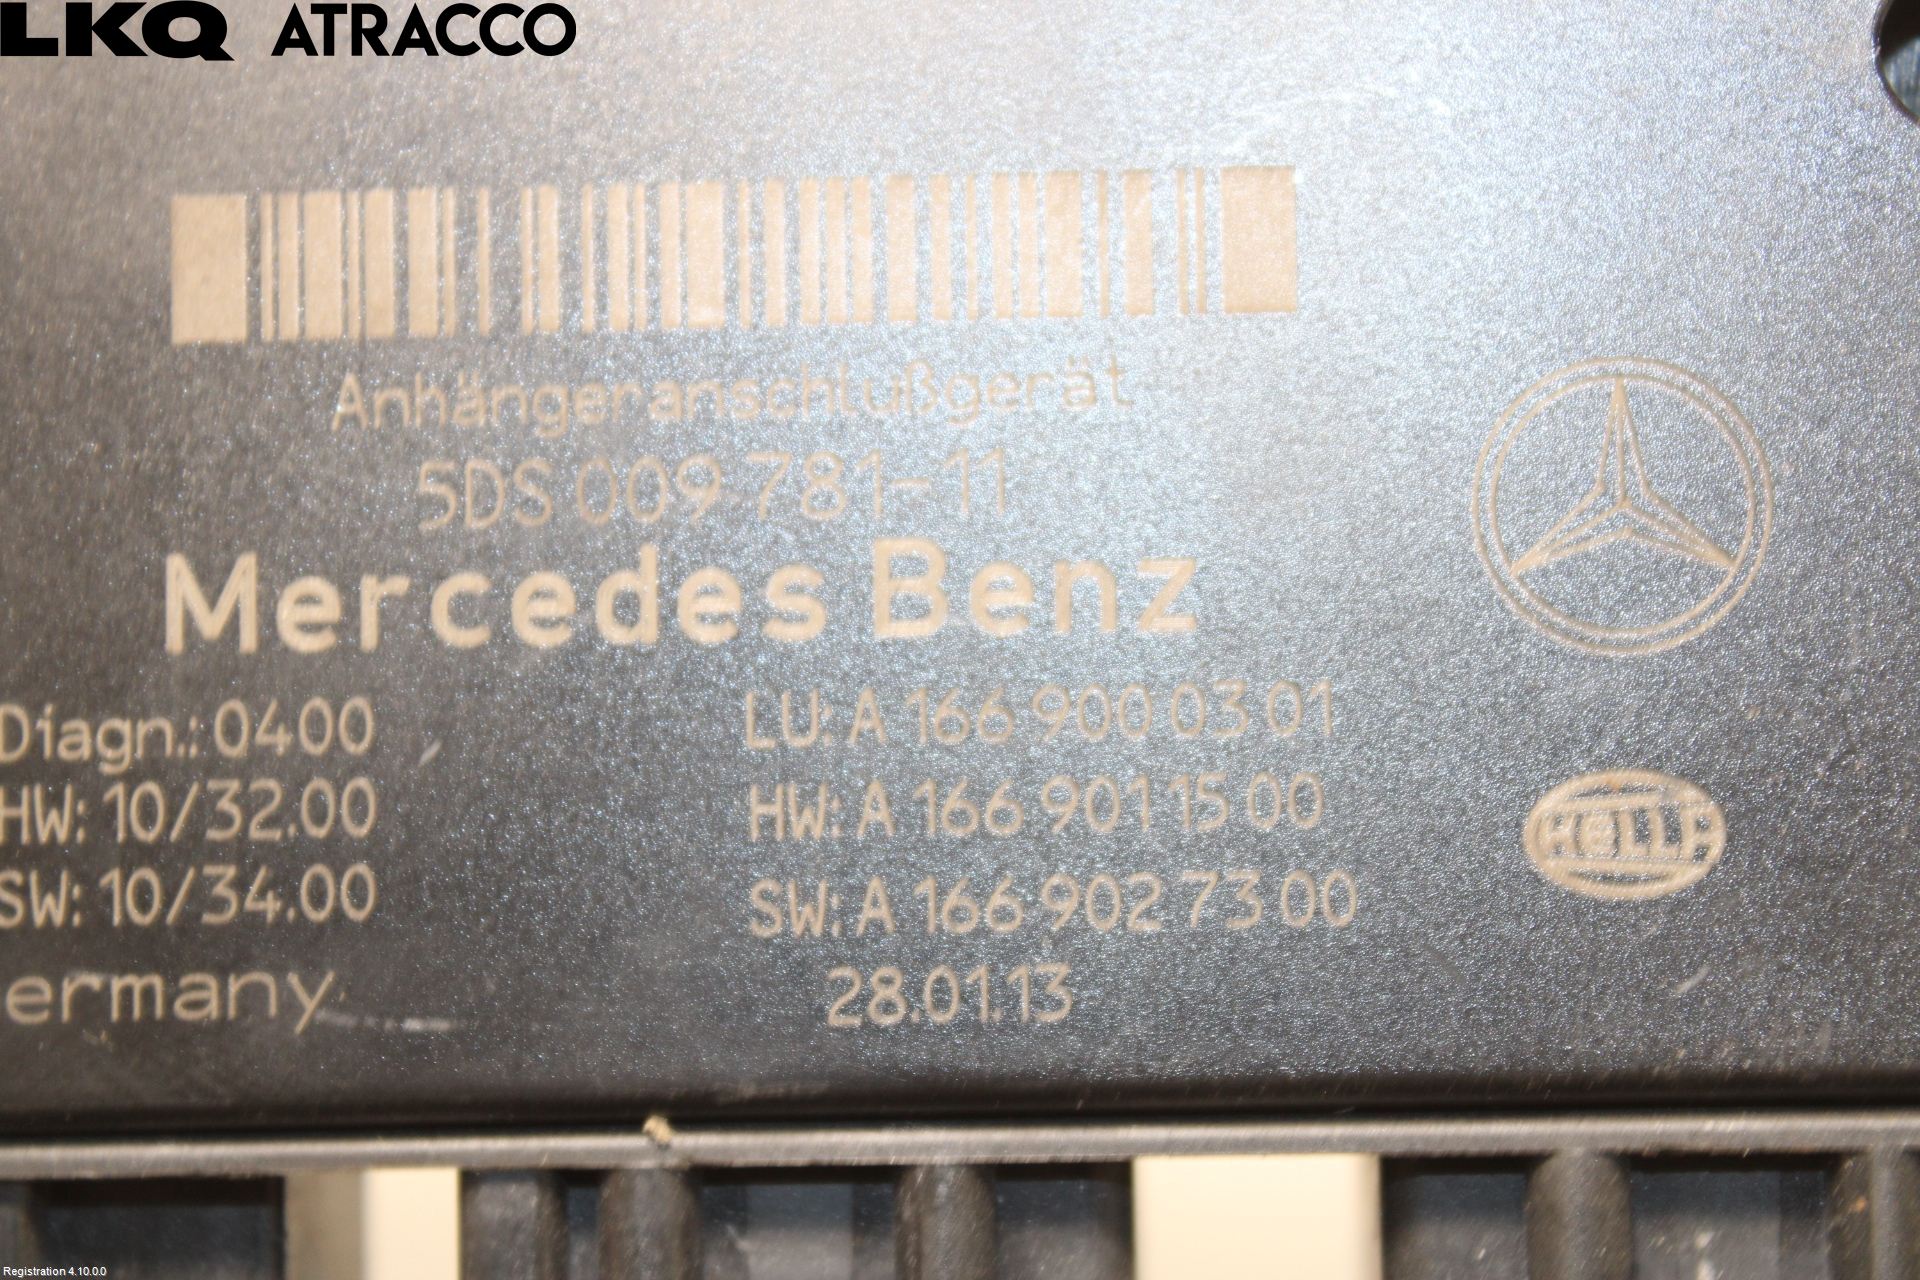 LKQ ATRACCO
Anhängeranschlußgerät
5DS 009 781-11
Mercedes Benz
Diagn.: 0400
LU: A 166 900 03 01
HW: 10/32.00
HW: A 166 901 15 00
HELLA
SW: 10/34.00
SW: A 166 902 73 00
ermany
28.01.13
Registration 4.10.0.0